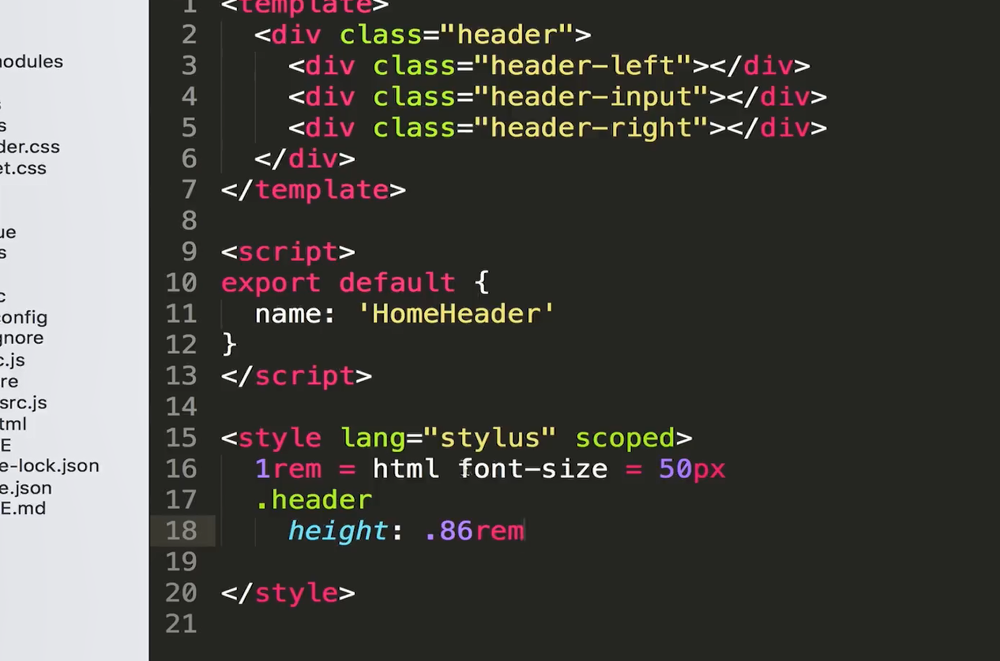 nodules
s
s
der.css
et.css
ue
s
c
config
gnore
c.js
re
src.js
tml
E
e-lock.json
e.json
E.md
1 <template>
2 <div class="header">
3 <div class="header-left"></div>
4 <div class="header-input"></div>
5 <div class="header-right"></div>
6 </div>
7 </template>
8
9 <script>
10 export default {
11 name: 'HomeHeader'
12 }
13 </script>
14
15 <style lang="stylus" scoped>
16 1rem = html font-size = 50px
17 .header
18 height: .86rem
19
20 </style>
21